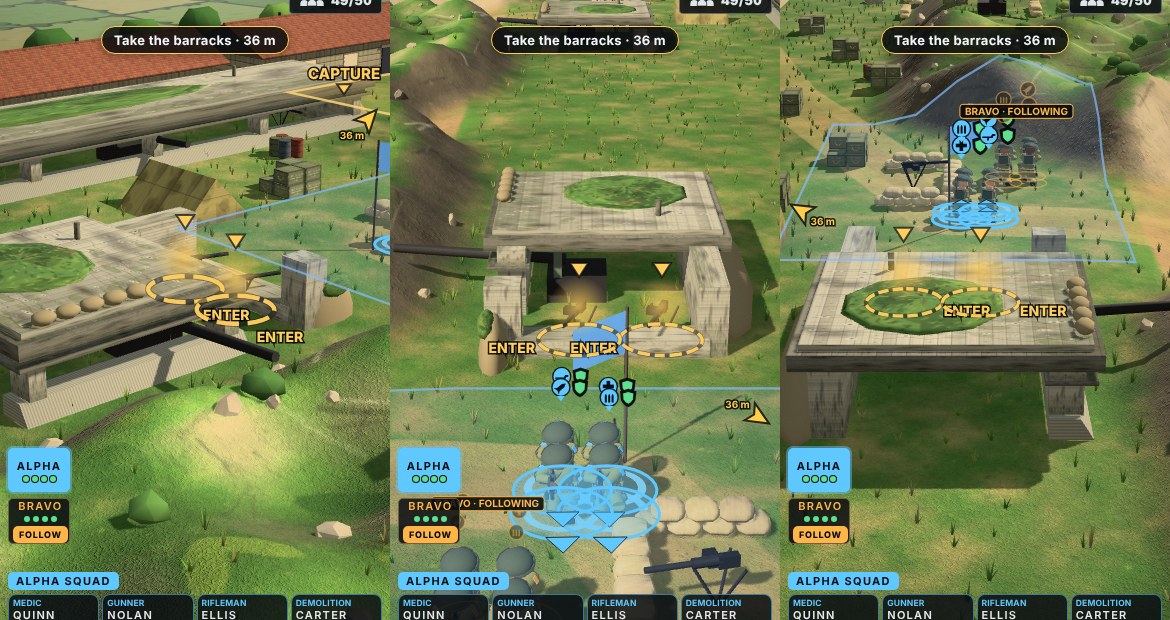 49/50
Take the barracks · 36 m
CAPTURE
36 m
ENTER
ENTER
ALPHA
BRAVO
FOLLOW
ALPHA SQUAD
MEDIC
QUINN
GUNNER
NOLAN
RIFLEMAN
ELLIS
DEMOLITION
CARTER
49/50
Take the barracks · 36 m
ENTER
ENTER
36 m
ALPHA
VO · FOLLOWING
BRAVO
FOLLOW
ALPHA SQUAD
MEDIC
QUINN
GUNNER
NOLAN
RIFLEMAN
ELLIS
DEMOLITION
CARTER
49/50
Take the barracks · 36 m
BRAVO · FOLLOWING
36 m
ENTER
ENTER
ALPHA
BRAVO
FOLLOW
ALPHA SQUAD
MEDIC
QUINN
GUNNER
NOLAN
RIFLEMAN
ELLIS
DEMOLITION
CARTER